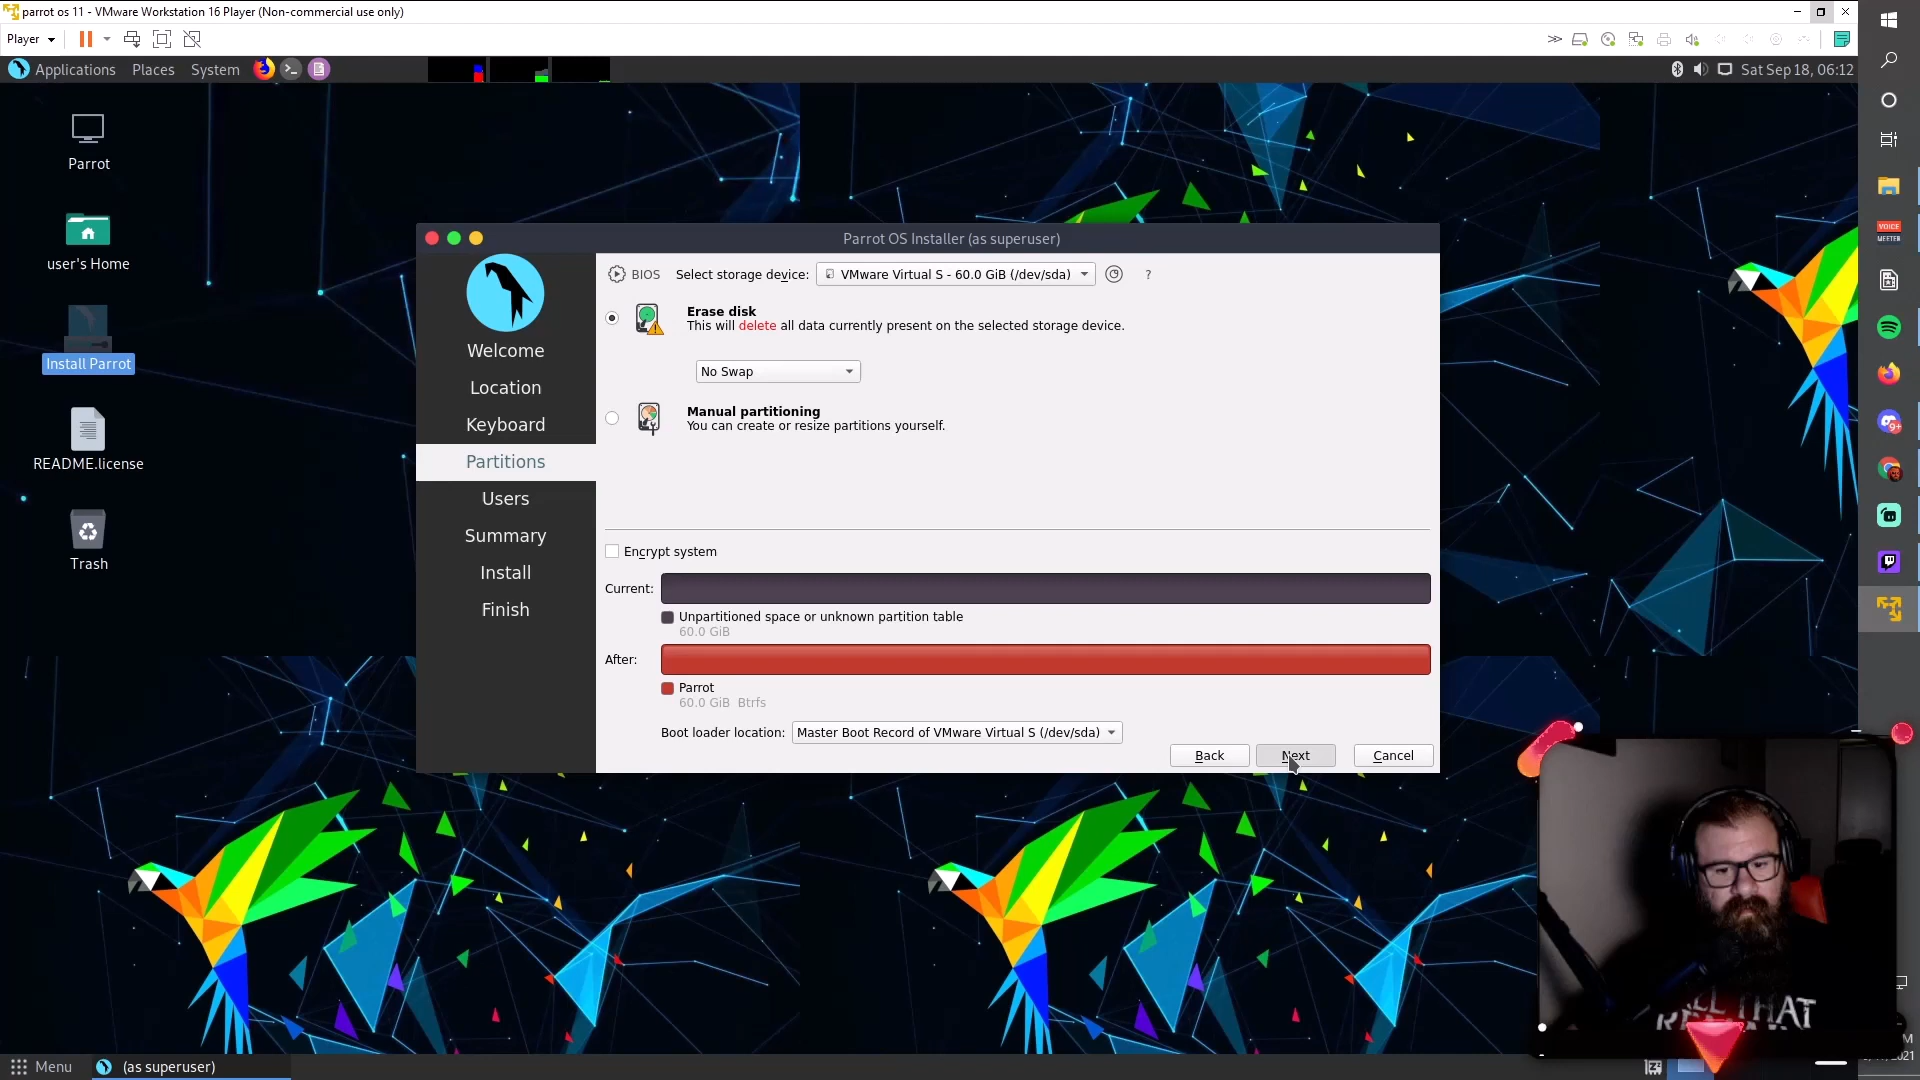 parrot os 11 - VMware Workstation 16 Player (Non-commercial use only)
Player
Applications Places System
Sat Sep 18, 06:12
Parrot
user's Home
Install Parrot
README.license
Trash
Parrot OS Installer (as superuser)
Welcome
Location
Keyboard
Partitions
Users
Summary
Install
Finish
BIOS Select storage device: VMware Virtual S - 60.0 GiB (/dev/sda) ?
Erase disk
This will delete all data currently present on the selected storage device.
No Swap
Manual partitioning
You can create or resize partitions yourself.
Encrypt system
Current:
Unpartitioned space or unknown partition table
60.0 GiB
After:
Parrot
60.0 GiB Btrfs
Boot loader location: Master Boot Record of VMware Virtual S (/dev/sda)
Back Next Cancel
VOICE
MEETER
9+
THAT
Menu (as superuser)